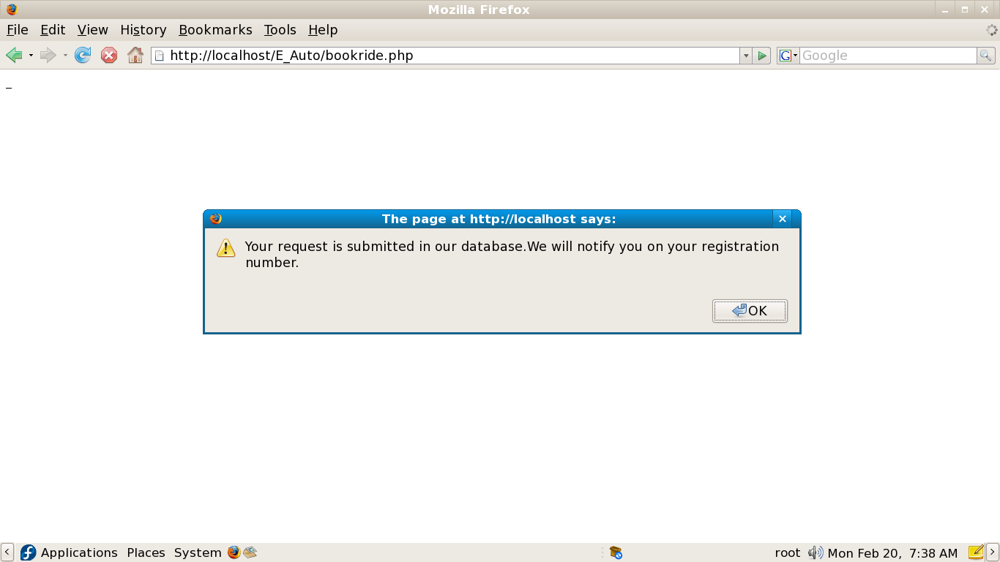 Mozilla Firefox
File Edit View History Bookmarks Tools Help
http://localhost/E_Auto/bookride.php G Google
_
The page at http://localhost says:
Your request is submitted in our database.We will notify you on your registration
number.
OK
Applications Places System root Mon Feb 20, 7:38 AM